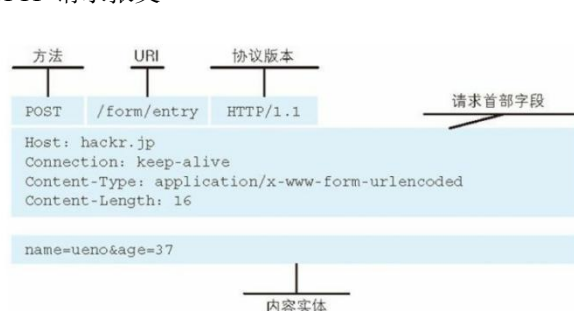 方法 URI 协议版本
POST /form/entry HTTP/1.1
请求首部字段
Host: hackr.jp
Connection: keep-alive
Content-Type: application/x-www-form-urlencoded
Content-Length: 16
name=ueno&age=37
内容实体